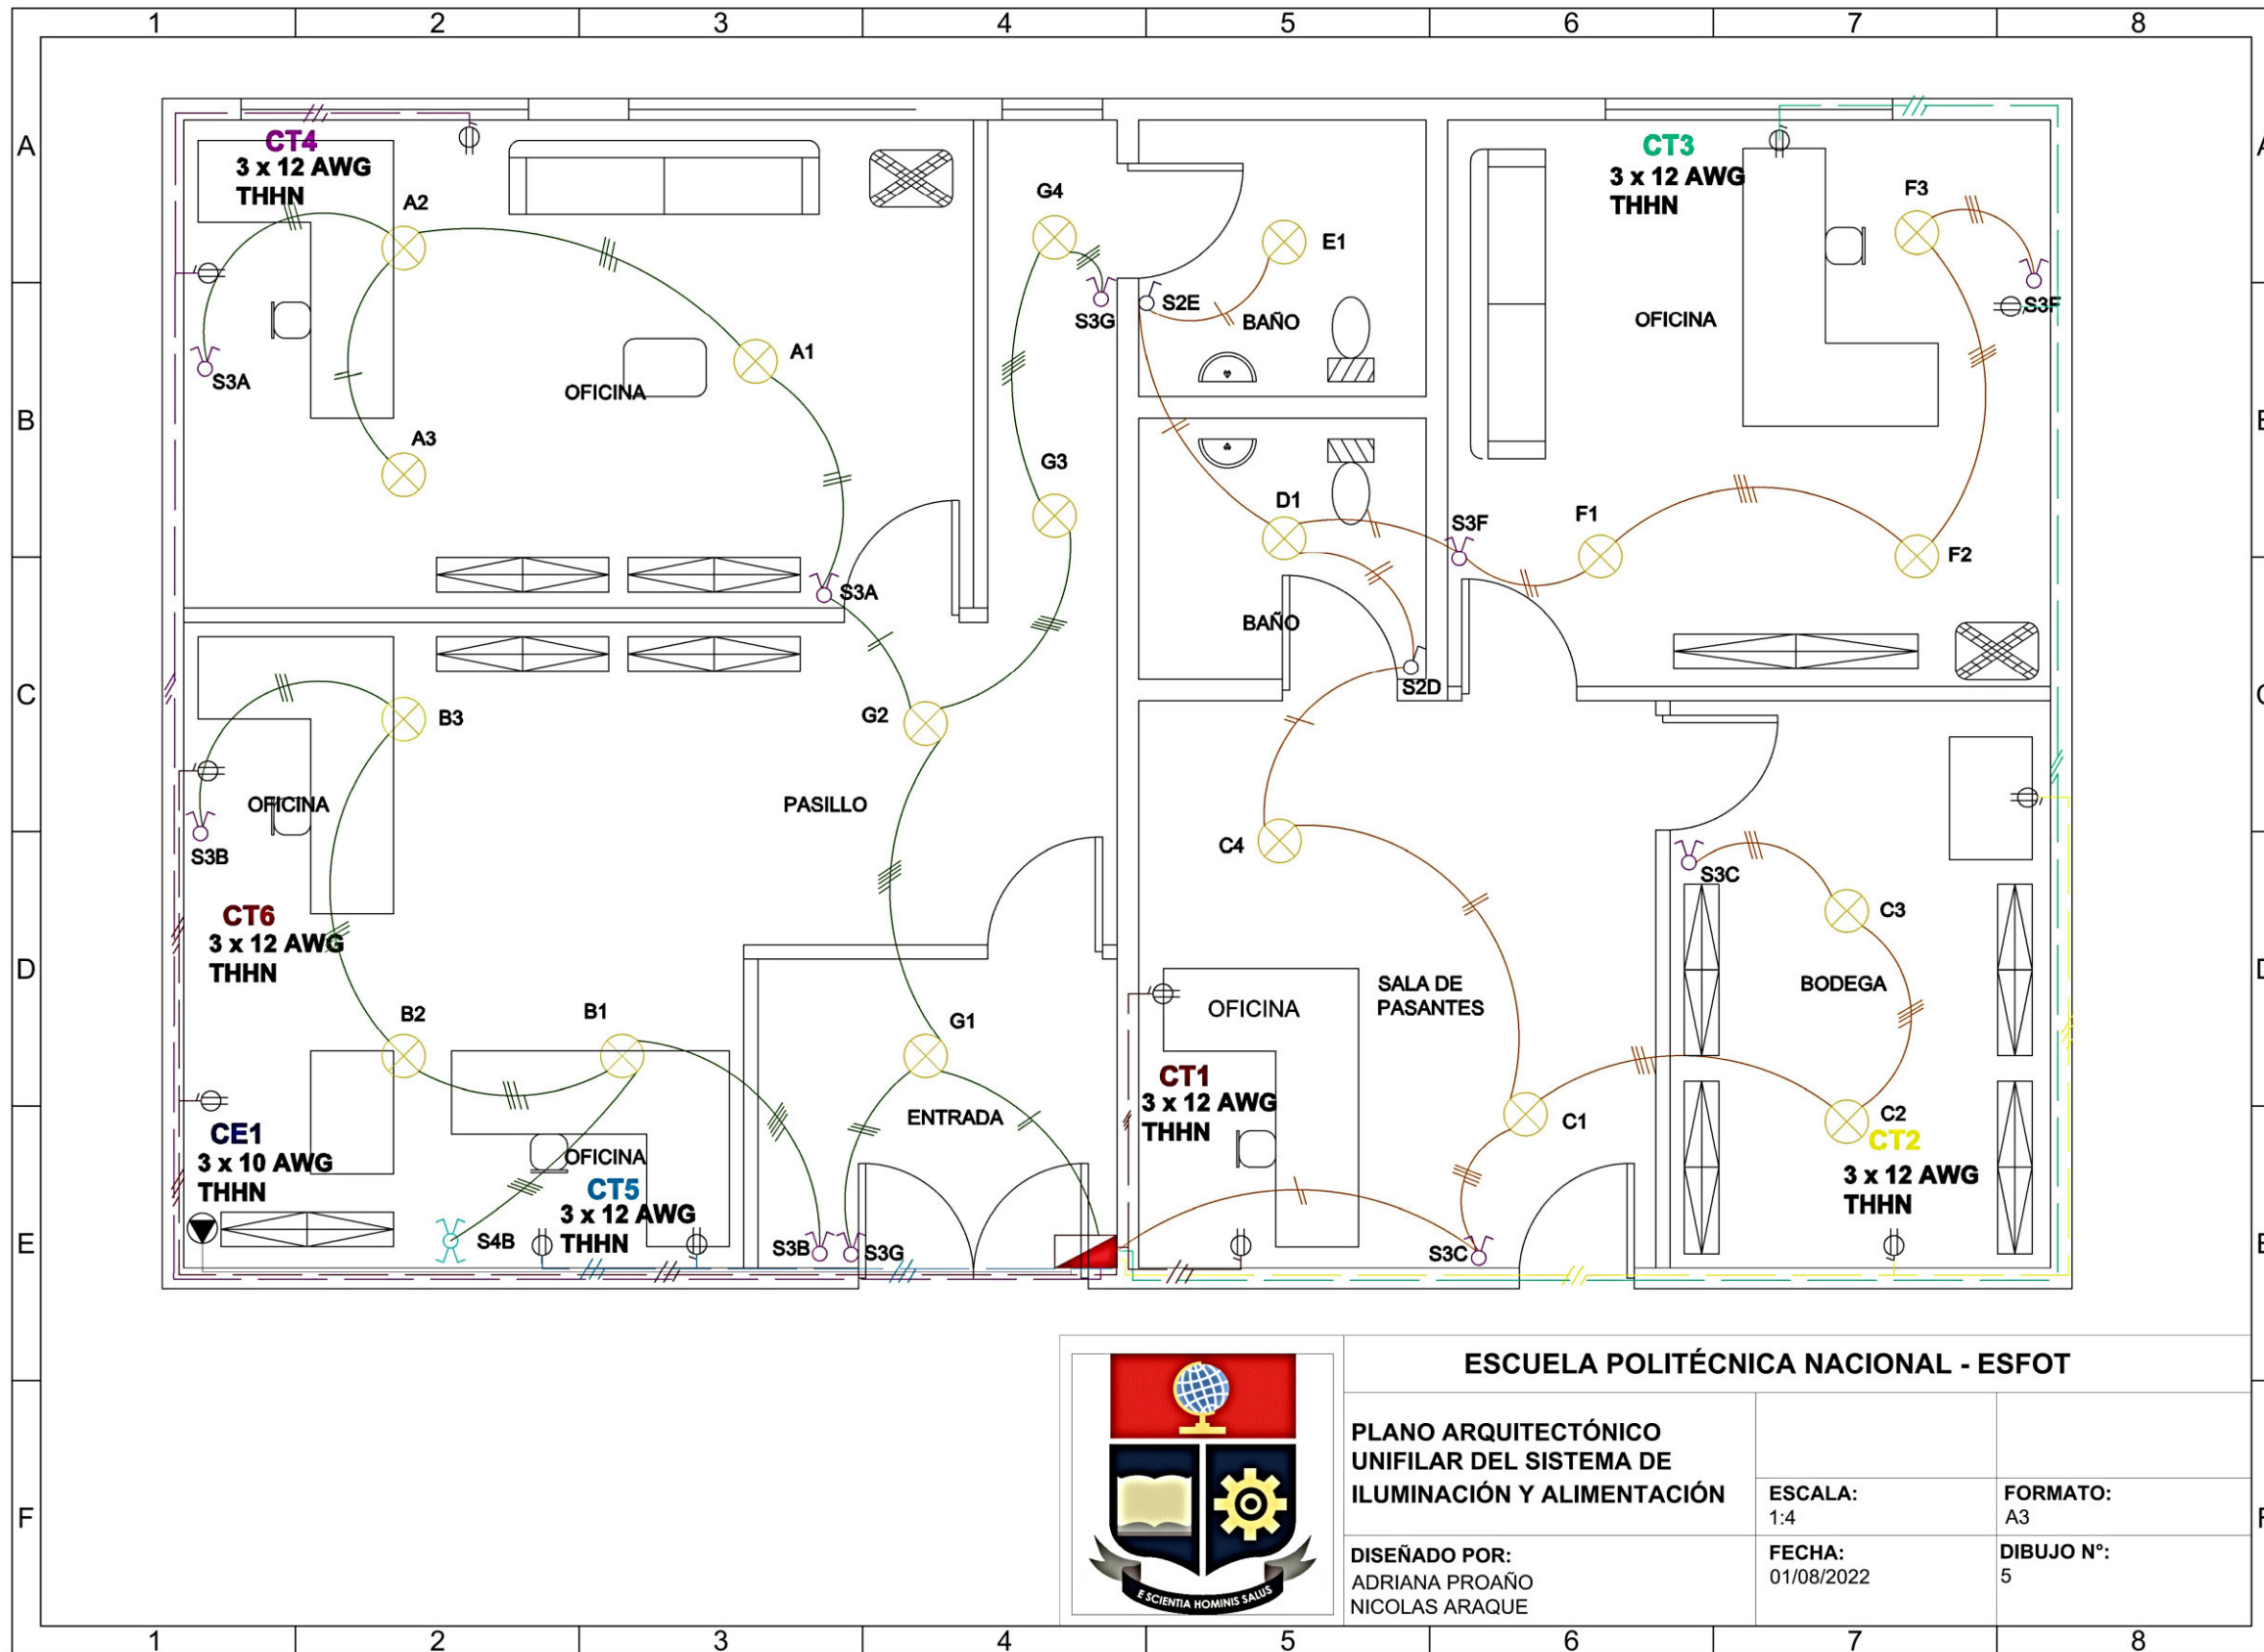 1 2 3 4 5 6 7 8
A
CT4
3 x 12 AWG
THHN
A2
G4
E1
CT3
3 x 12 AWG
THHN
F3
A
S3G
S2E
BAÑO
OFICINA
S3F
S3A
OFICINA
A1
B
A3
G3
D1
S3F
F1
F2
S3A
BAÑO
S2D
C
B3
G2
OFICINA
PASILLO
C4
S3B
S3C
CT6
3 x 12 AWG
THHN
C3
D
SALA DE
PASANTES
OFICINA
BODEGA
B2
B1
G1
CT1
3 x 12 AWG
THHN
ENTRADA
C1
C2
CT2
3 x 12 AWG
THHN
CE1
3 x 10 AWG
THHN
OFICINA
CT5
3 x 12 AWG
THHN
E
S4B
S3B
S3G
S3C
E
ESCUELA POLITÉCNICA NACIONAL - ESFOT
PLANO ARQUITECTÓNICO
UNIFILAR DEL SISTEMA DE
ILUMINACIÓN Y ALIMENTACIÓN
ESCALA:
1:4
FORMATO:
A3
F
DISEÑADO POR:
ADRIANA PROAÑO
NICOLAS ARAQUE
FECHA:
01/08/2022
DIBUJO N°:
5
E SCIENTIA HOMINIS SALUS
1 2 3 4 5 6 7 8